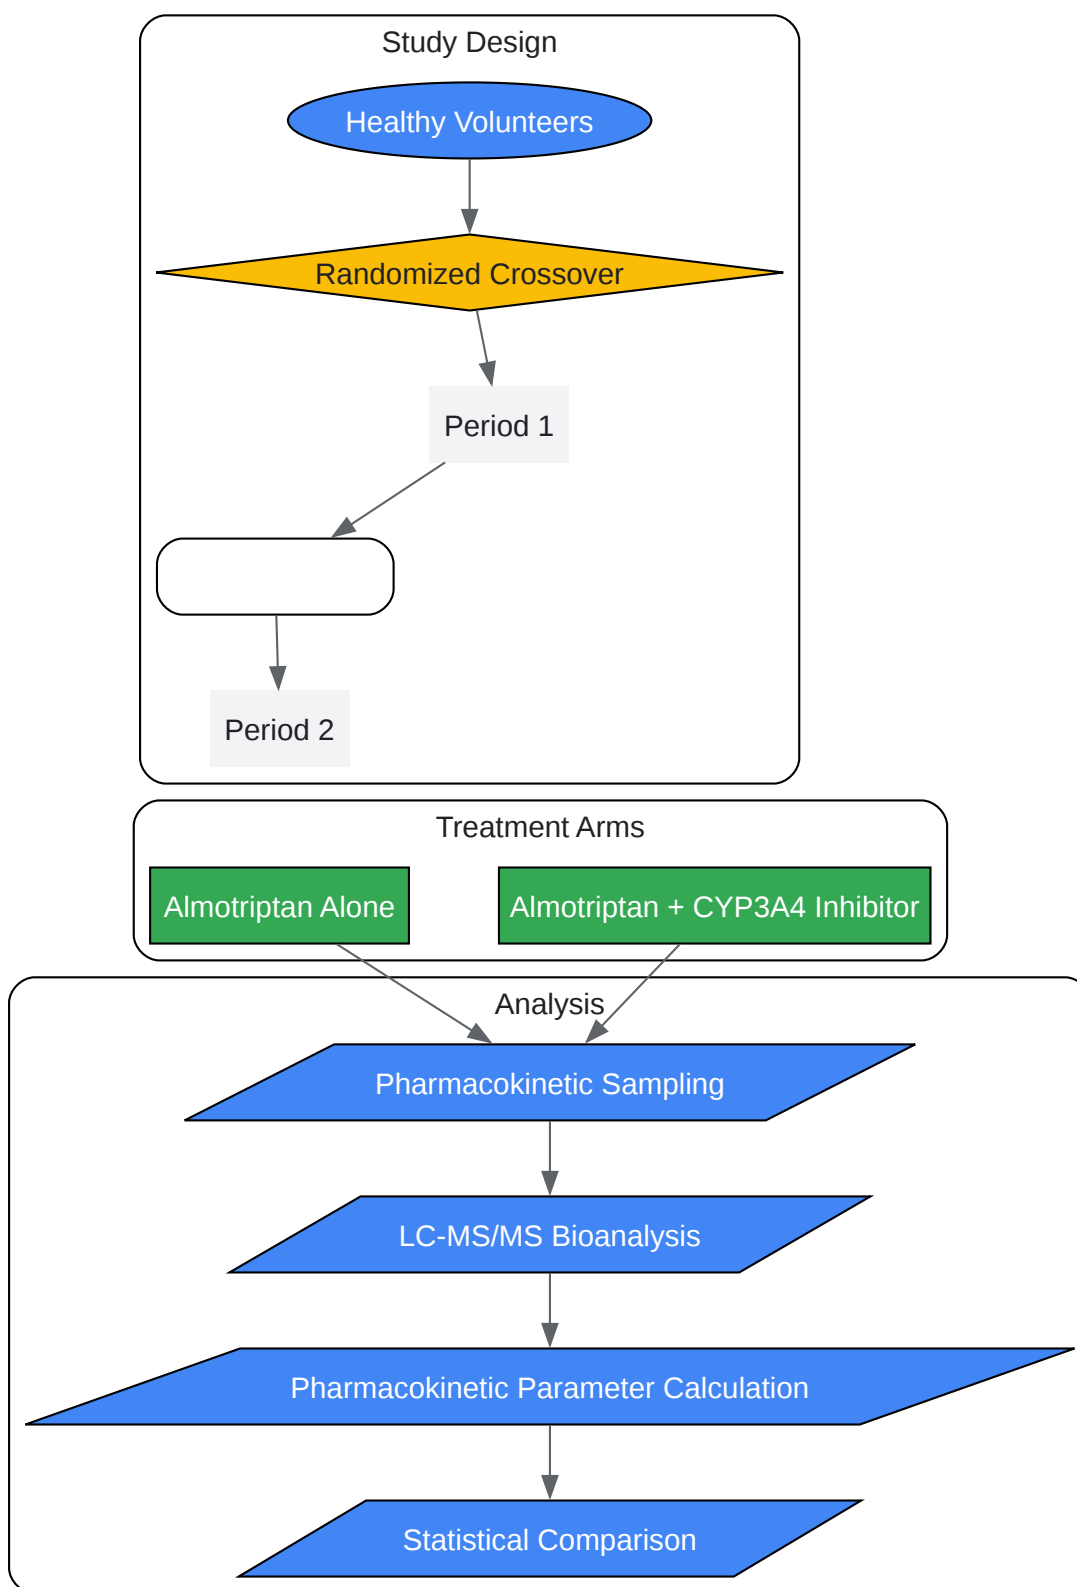 Study Design
Healthy Volunteers
Randomized Crossover
Period 1
Period 2
Treatment Arms
Almotriptan Alone
Almotriptan + CYP3A4 Inhibitor
Analysis
Pharmacokinetic Sampling
LC-MS/MS Bioanalysis
Pharmacokinetic Parameter Calculation
Statistical Comparison